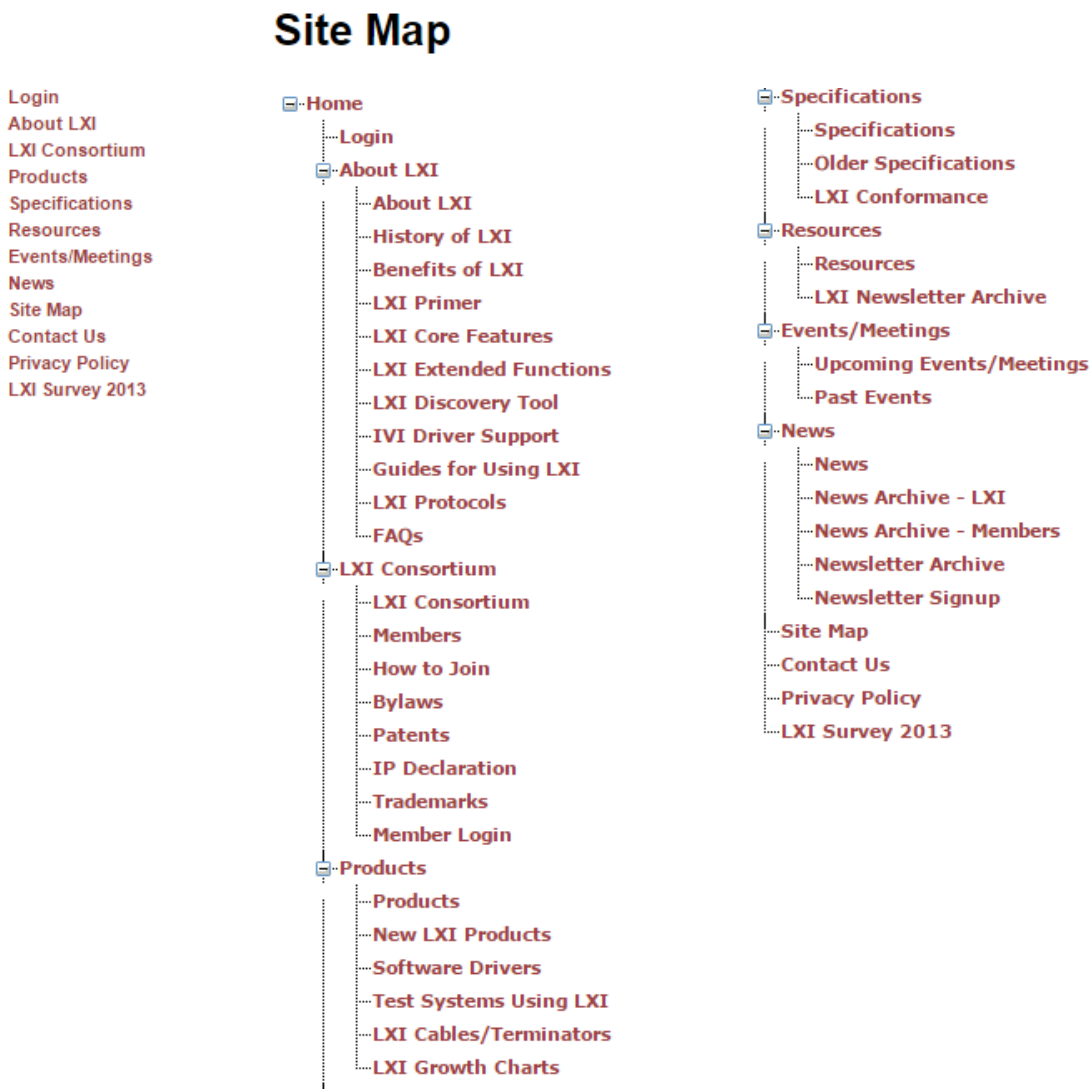 Site Map
Login
About LXI
LXI Consortium
Products
Specifications
Resources
Events/Meetings
News
Site Map
Contact Us
Privacy Policy
LXI Survey 2013
Home
Login
About LXI
About LXI
History of LXI
Benefits of LXI
LXI Primer
LXI Core Features
LXI Extended Functions
LXI Discovery Tool
IVI Driver Support
Guides for Using LXI
LXI Protocols
FAQs
LXI Consortium
LXI Consortium
Members
How to Join
Bylaws
Patents
IP Declaration
Trademarks
Member Login
Products
Products
New LXI Products
Software Drivers
Test Systems Using LXI
LXI Cables/Terminators
LXI Growth Charts
Specifications
Specifications
Older Specifications
LXI Conformance
Resources
Resources
LXI Newsletter Archive
Events/Meetings
Upcoming Events/Meetings
Past Events
News
News
News Archive - LXI
News Archive - Members
Newsletter Archive
Newsletter Signup
Site Map
Contact Us
Privacy Policy
LXI Survey 2013